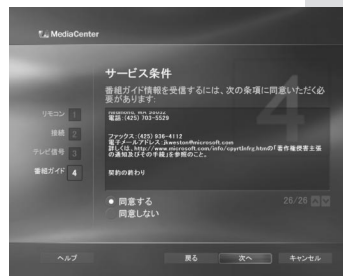 MediaCenter
サービス条件
番組ガイド情報を受信するには、次の条項に同意いただく必
要があります
電話:(425) 703-5529
ファックス:(425) 936-4112
電子メールアドレス:jkweston@microsoft.com
詳しくは、http://www.microsoft.com/info/cpyrtInfrg.htmの「著作権侵害主張
の通知及びその手続」を参照のこと。
契約の終わり
リモコン 1
接続 2
テレビ信号 3
番組ガイド 4
4
同意する
同意しない
26/26
ヘルプ
戻る
次へ
キャンセル